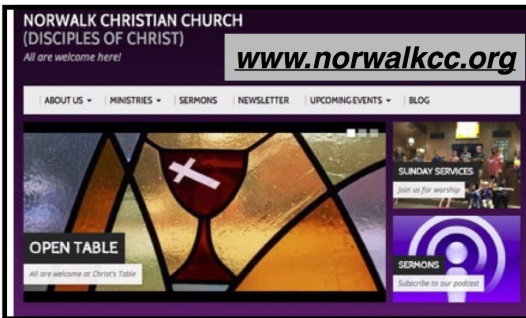 NORWALK CHRISTIAN CHURCH
(DISCIPLES OF CHRIST)
All are welcome here!
www.norwalkcc.org
ABOUT US
MINISTRIES
SERMONS
NEWSLETTER
UPCOMING EVENTS
BLOG
OPEN TABLE
All are welcome at Christ's Table
SUNDAY SERVICES
Join us for worship
SERMONS
Subscribe to our podcast